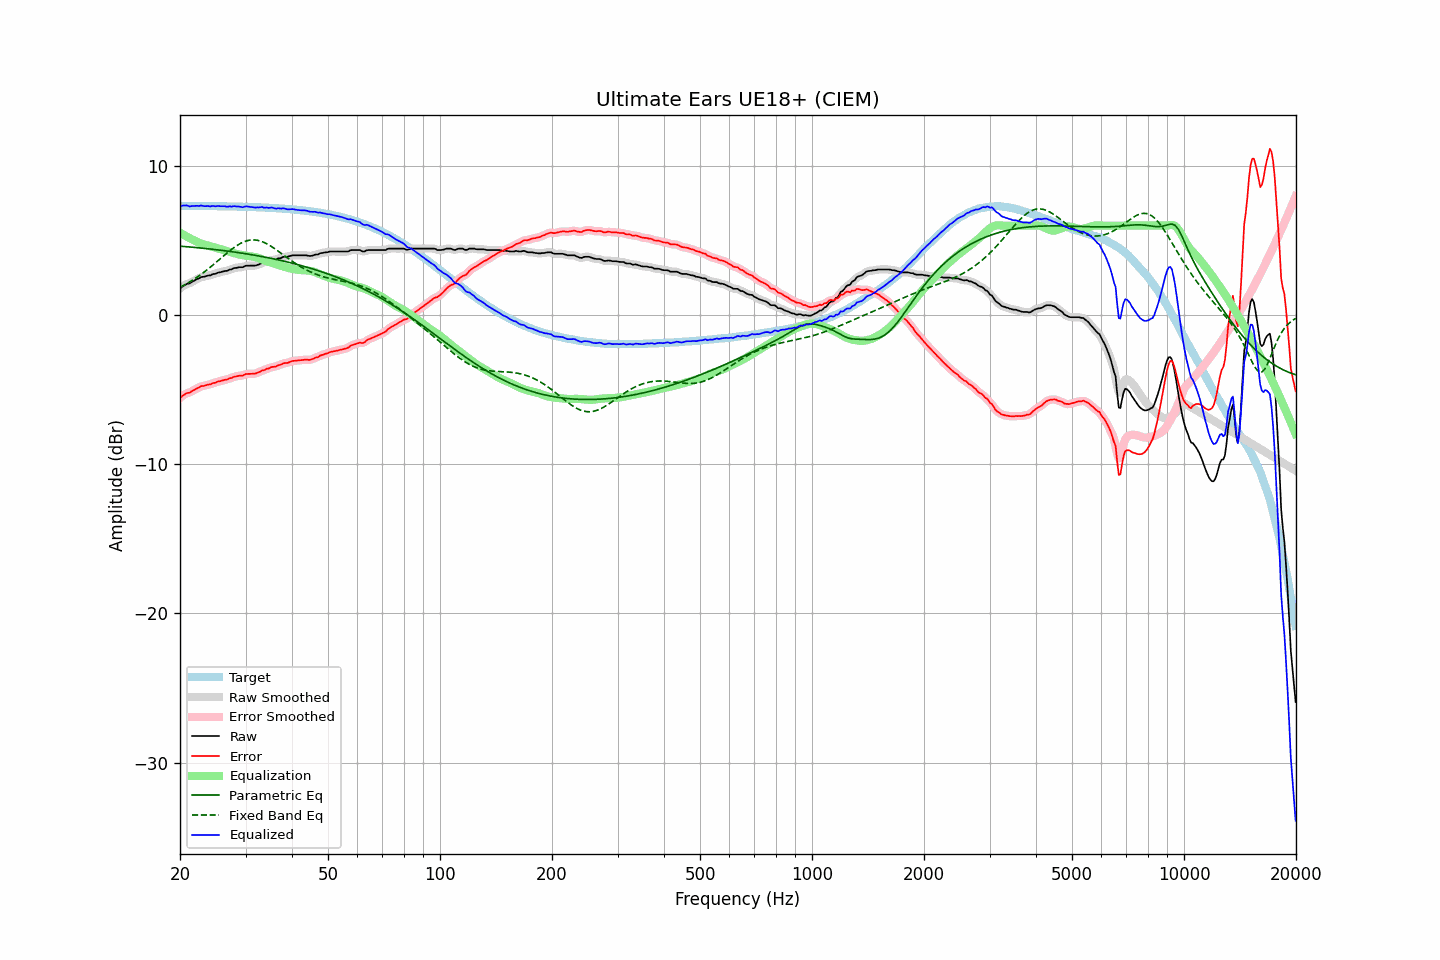 Ultimate Ears UE18+ (CIEM)
Amplitude (dBr)
10
0
−10
−20
−30
Target
Raw Smoothed
Error Smoothed
Raw
Error
Equalization
Parametric Eq
Fixed Band Eq
Equalized
20 50 100 200 500 1000 2000 5000 10000 20000
Frequency (Hz)